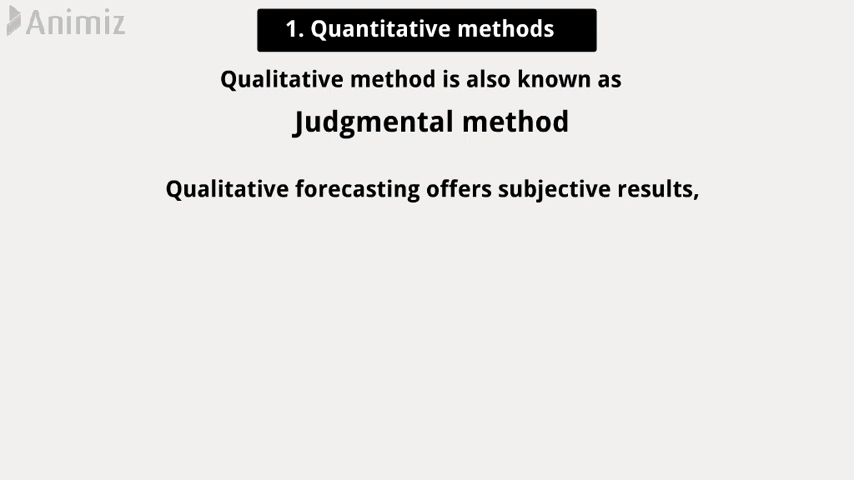 Animiz
1. Quantitative methods
Qualitative method is also known as
Judgmental method
Qualitative forecasting offers subjective results,